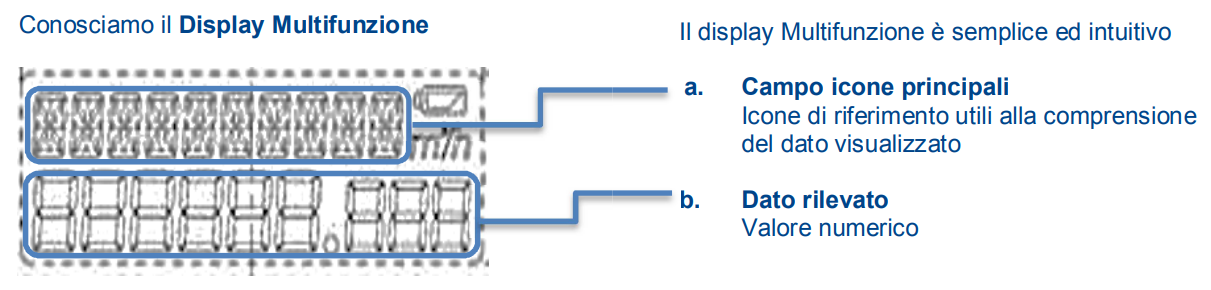 Conosciamo il Display Multifunzione
Il display Multifunzione è semplice ed intuitivo
a. Campo icone principali
Icone di riferimento utili alla comprensione
del dato visualizzato
min
b. Dato rilevato
Valore numerico